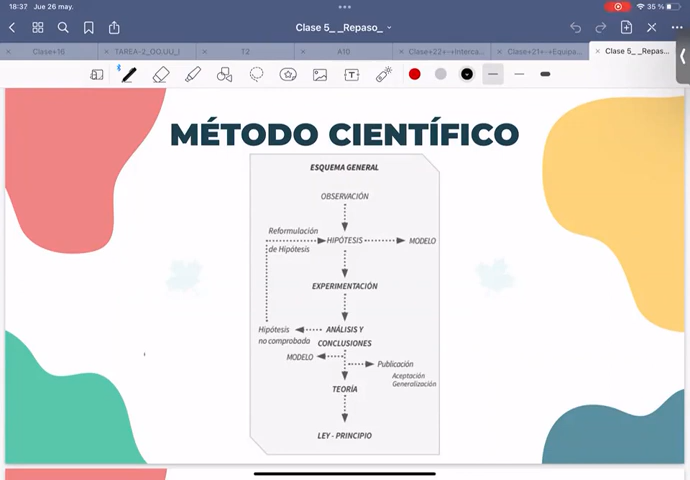 18:37 Jue 26 may.
35 %
Clase 5_ _Repaso_
Clase+16
TAREA-2_OO.UU_I
T2
A10
Clase+22+-+Interca...
Clase+21+-+Equipa...
Clase 5_ _Repas...
MÉTODO CIENTÍFICO
ESQUEMA GENERAL
OBSERVACIÓN
Reformulación
de Hipótesis
HIPÓTESIS
MODELO
EXPERIMENTACIÓN
Hipótesis
no comprobada
ANÁLISIS Y
CONCLUSIONES
MODELO
Publicación
Aceptación
Generalización
TEORÍA
LEY - PRINCIPIO